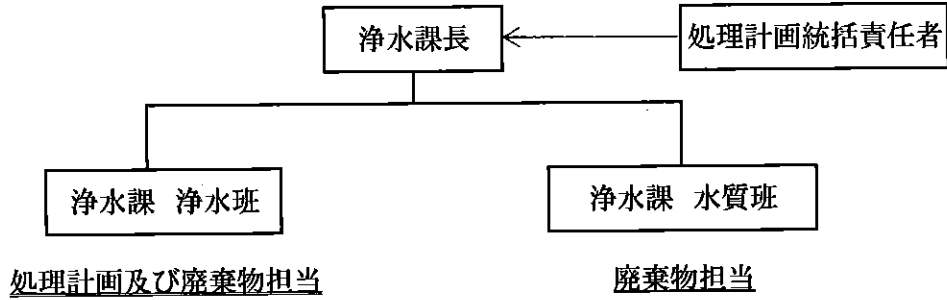 浄水課長
処理計画統括責任者
浄水課 浄水班
浄水課 水質班
処理計画及び廃棄物担当
廃棄物担当